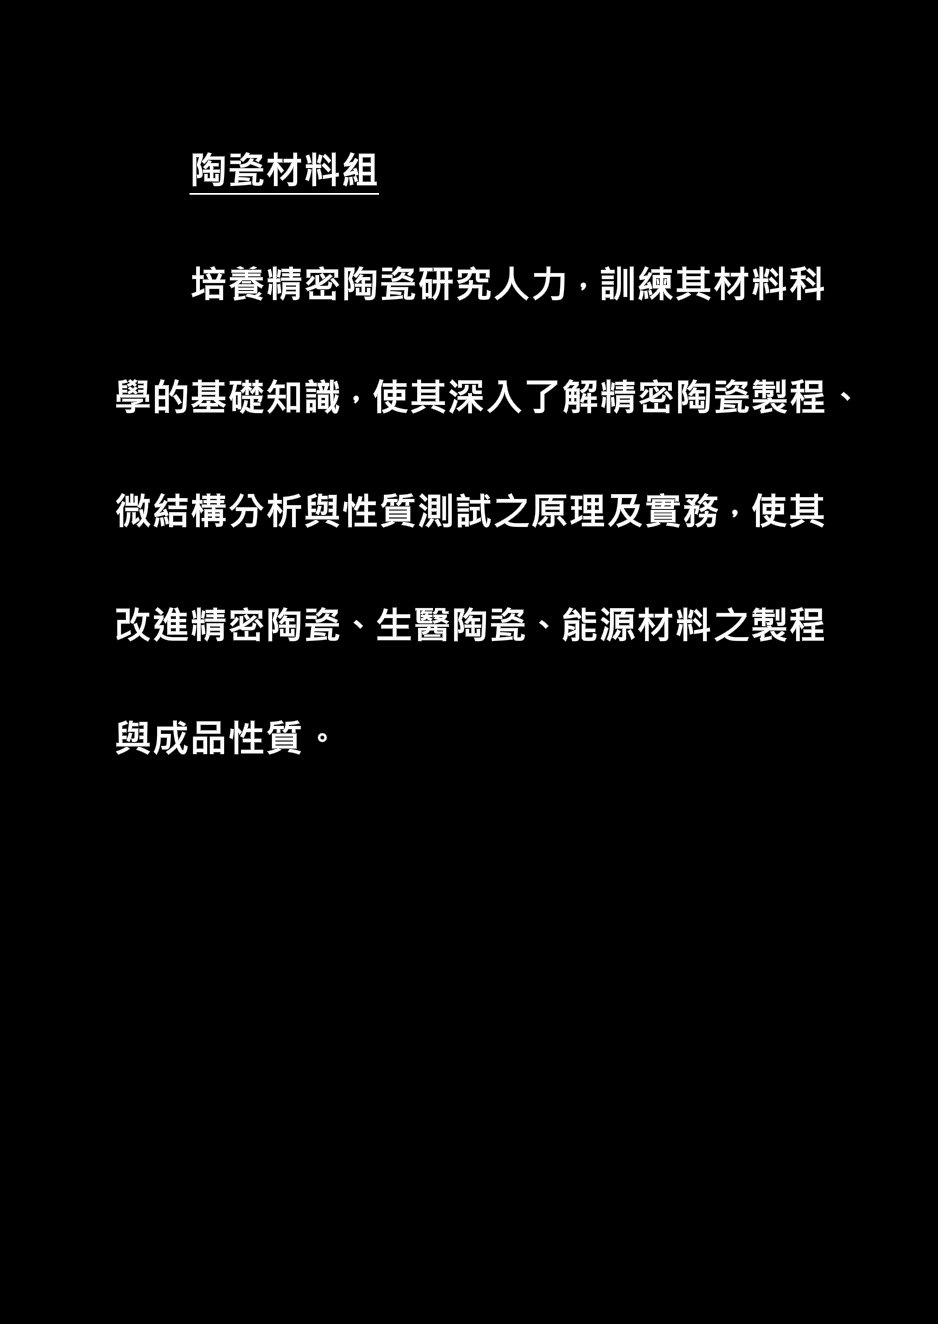 陶瓷材料組
培養精密陶瓷研究人力，訓練其材料科
學的基礎知識，使其深入了解精密陶瓷製程、
微結構分析與性質測試之原理及實務，使其
改進精密陶瓷、生醫陶瓷、能源材料之製程
與成品性質。